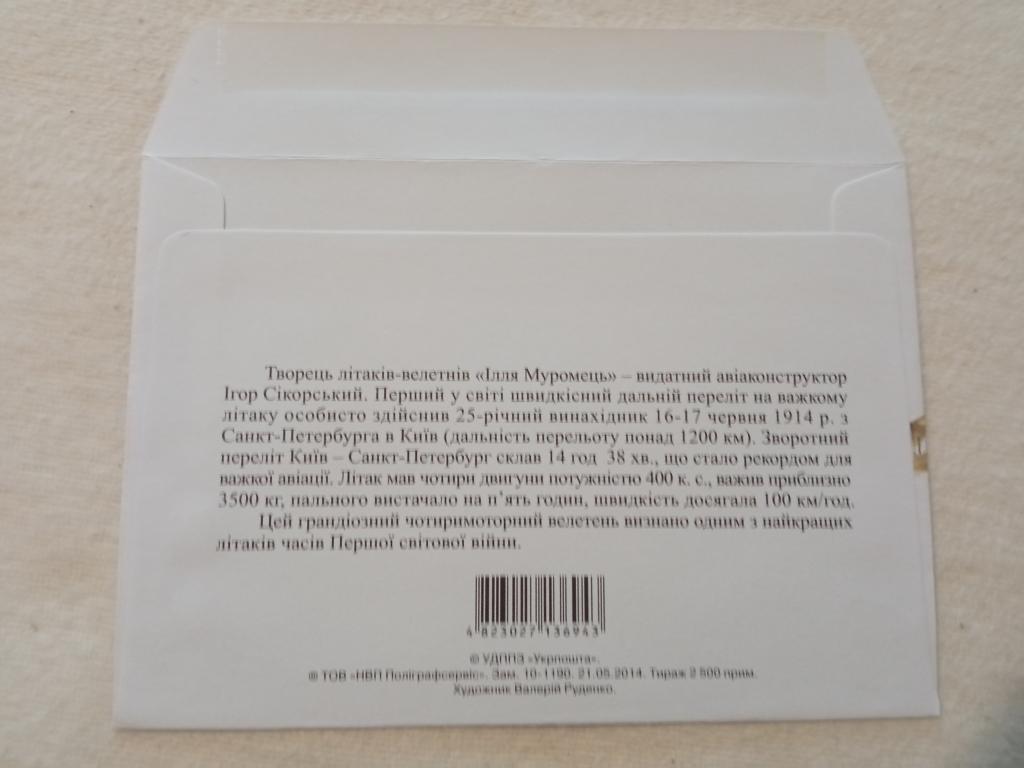 Творець літаків-велетнів «Ілля Муромець» – видатний авіаконструктор
Ігор Сікорський. Перший у світі швидкісний дальній переліт на важкому
літаку особисто здійснив 25-річний винахідник 16-17 червня 1914 р. з
Санкт-Петербурга в Київ (дальність перельоту понад 1200 км). Зворотний
переліт Київ – Санкт-Петербург склав 14 год 38 хв., що стало рекордом для
важкої авіації. Літак мав чотири двигуни потужністю 400 к. с., важив приблизно
3500 кг, пального вистачало на п’ять годин, швидкість досягала 100 км/год.
Цей грандіозний чотиримоторний велетень визнано одним з найкращих
літаків часів Першої світової війни.
4 823027 136943
© УДППЗ «Укрпошта».
© ТОВ «НВП Поліграфсервіс». Зам. 10-1190. 21.05.2014. Тираж 2 500 прим.
Художник Валерій Руденко.